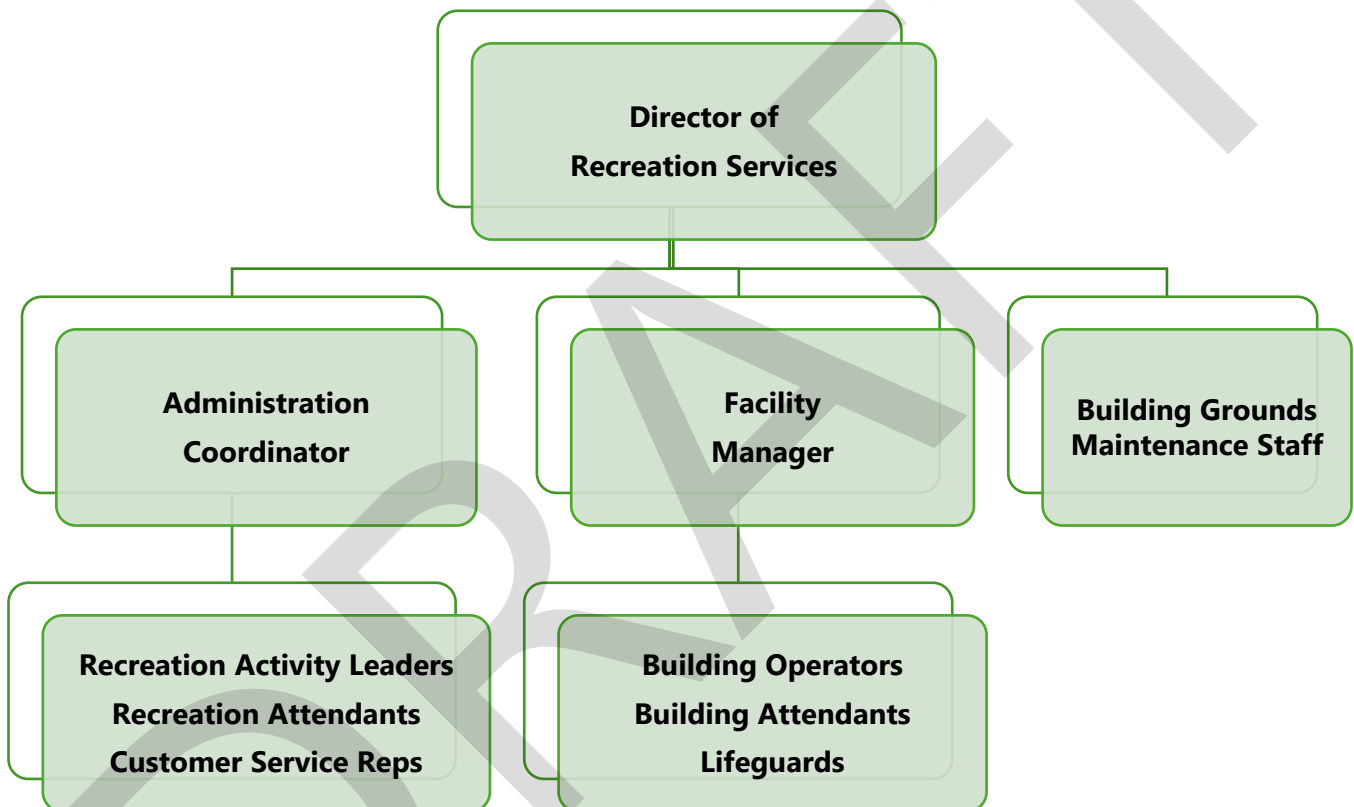 Director of
Recreation Services
Administration
Coordinator
Facility
Manager
Building Grounds
Maintenance Staff
Recreation Activity Leaders
Recreation Attendants
Customer Service Reps
Building Operators
Building Attendants
Lifeguards
DRAFT